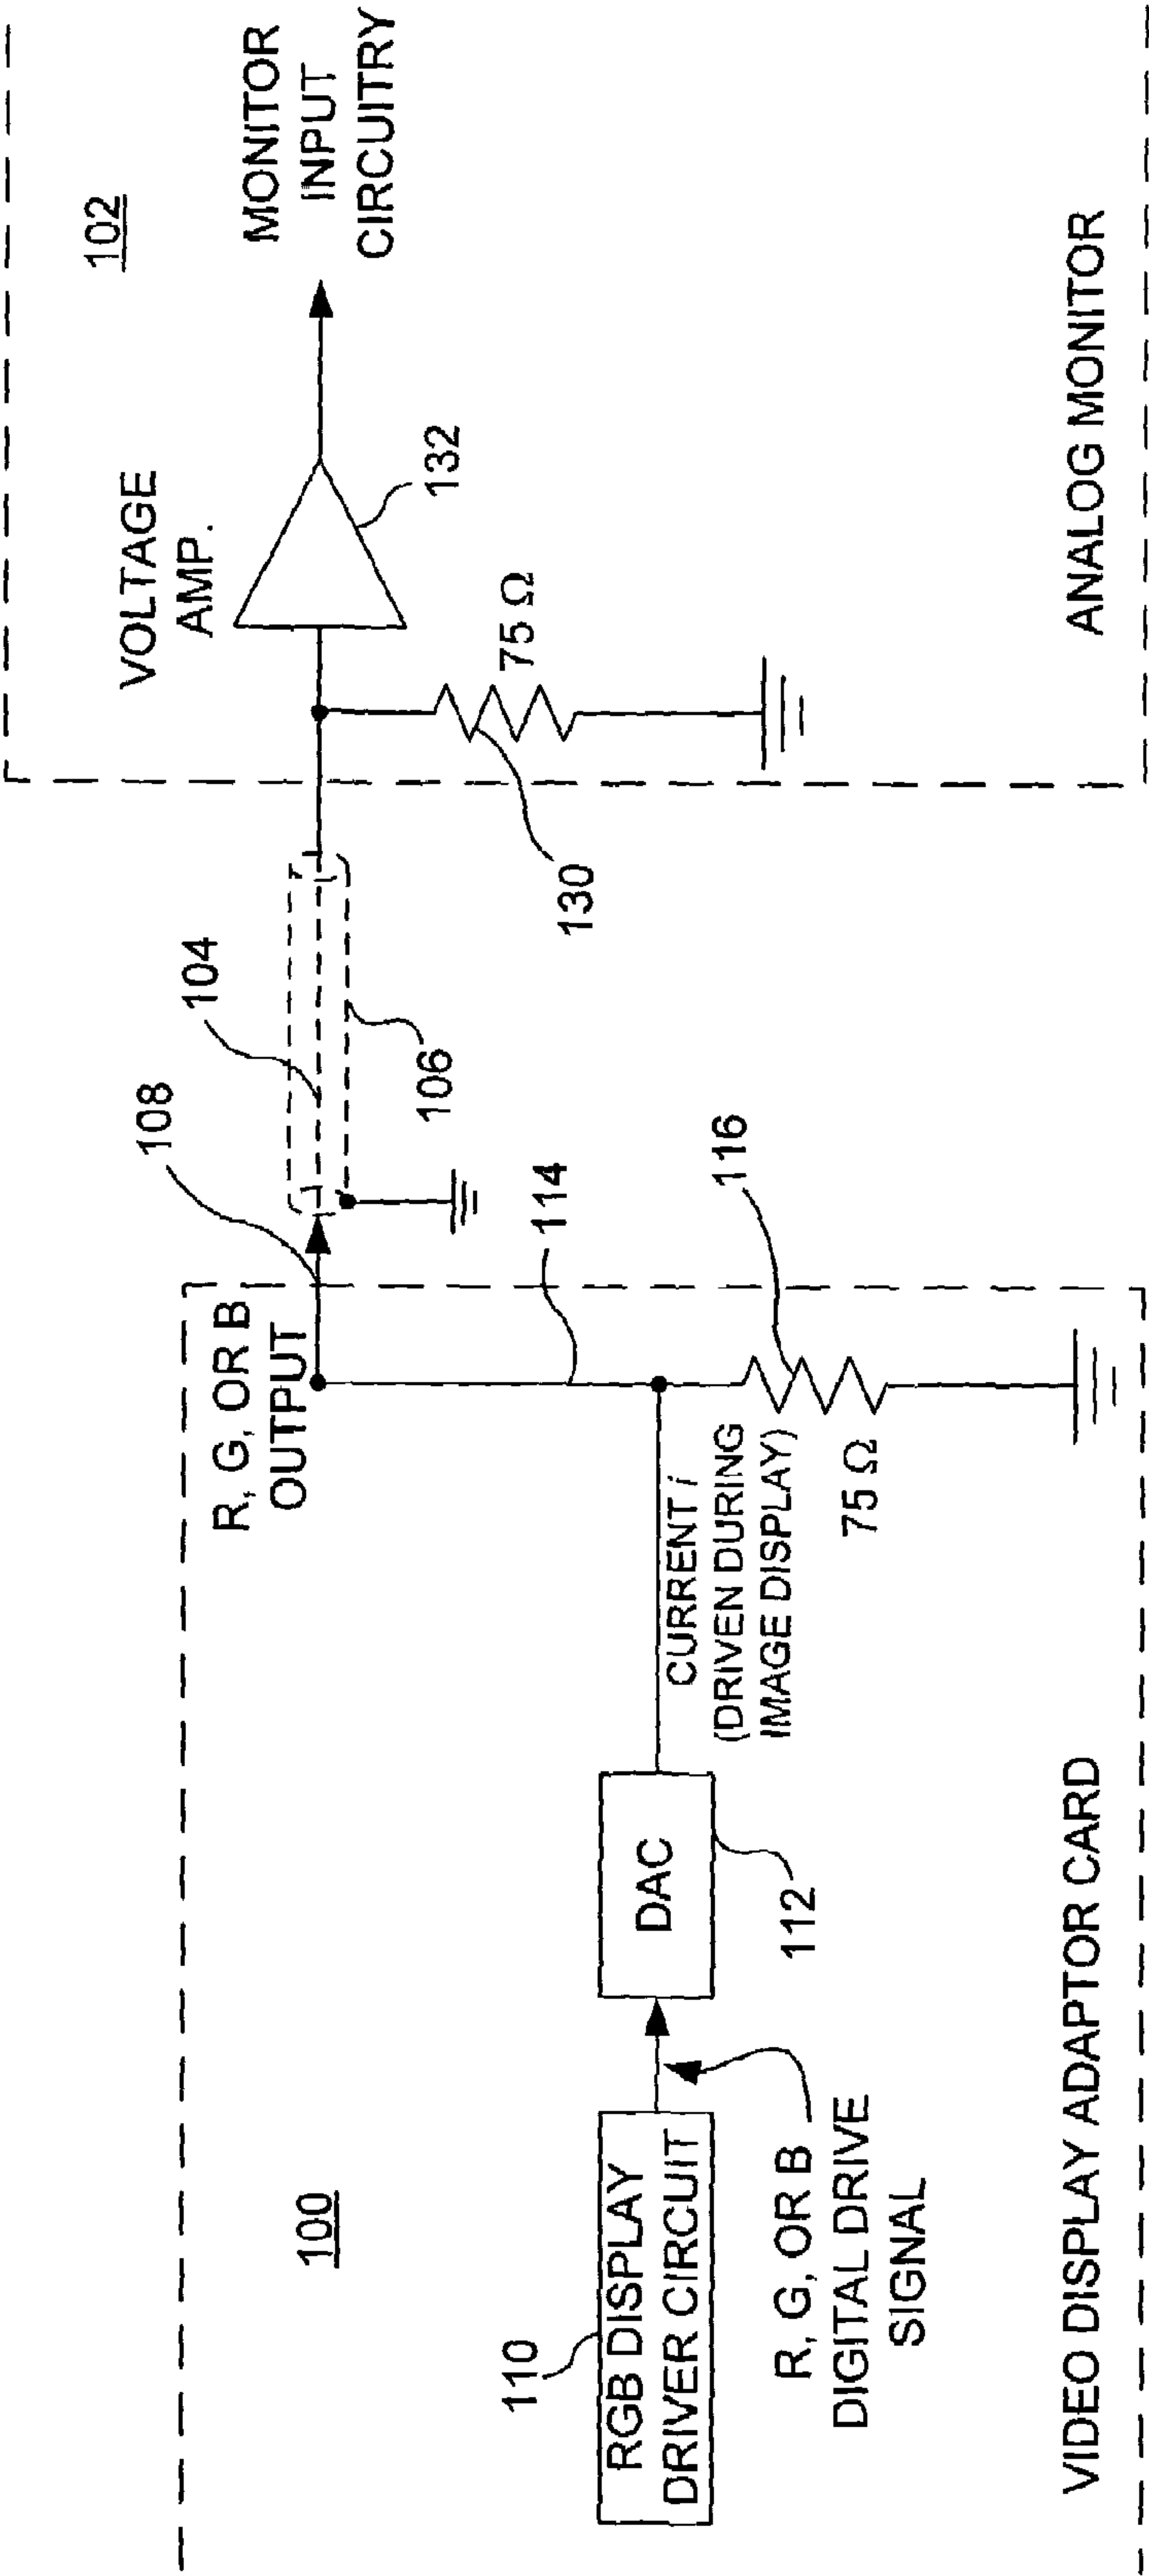 100
110
RGB DISPLAY
DRIVER CIRCUIT
R, G, OR B
DIGITAL DRIVE
SIGNAL
DAC
112
CURRENT i
(DRIVEN DURING
IMAGE DISPLAY)
R, G, OR B
OUTPUT
114
116
75 Ω
VIDEO DISPLAY ADAPTOR CARD
108
104
106
102
VOLTAGE
AMP.
132
130
75 Ω
MONITOR
INPUT
CIRCUITRY
ANALOG MONITOR